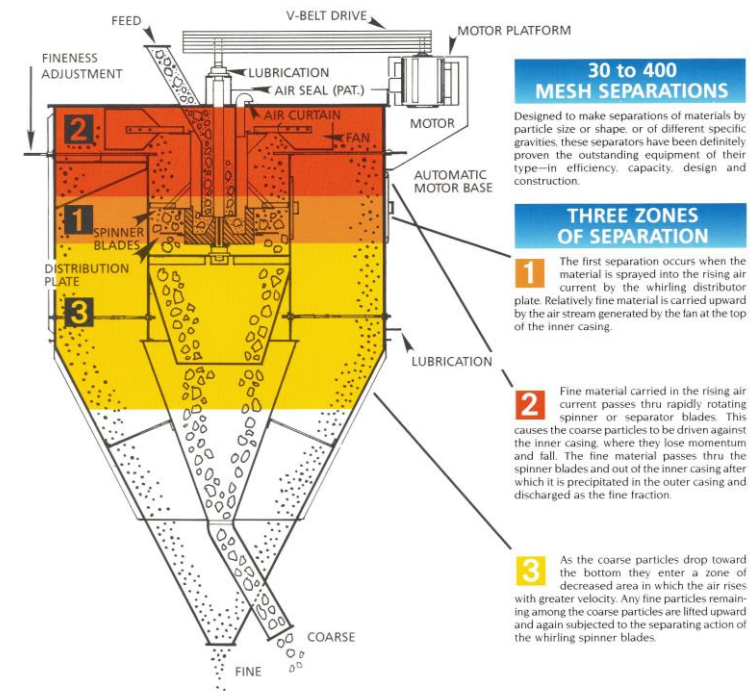 FEED
V-BELT DRIVE
MOTOR PLATFORM
FINENESS
ADJUSTMENT
LUBRICATION
AIR SEAL (PAT.)
AIR CURTAIN
FAN
MOTOR
2
AUTOMATIC
MOTOR BASE
1
SPINNER
BLADES
DISTRIBUTION
PLATE
3
LUBRICATION
COARSE
FINE
30 to 400
MESH SEPARATIONS
Designed to make separations of materials by
particle size or shape, or of different specific
gravities, these separators have been definitely
proven the outstanding equipment of their
type—in efficiency, capacity, design and
construction.
THREE ZONES
OF SEPARATION
1 The first separation occurs when the
material is sprayed into the rising air
current by the whirling distributor
plate. Relatively fine material is carried upward
by the air stream generated by the fan at the top
of the inner casing.
2 Fine material carried in the rising air
current passes thru rapidly rotating
spinner or separator blades. This
causes the coarse particles to be driven against
the inner casing, where they lose momentum
and fall. The fine material passes thru the
spinner blades and out of the inner casing after
which it is precipitated in the outer casing and
discharged as the fine fraction.
3 As the coarse particles drop toward
the bottom they enter a zone of
decreased area in which the air rises
with greater velocity. Any fine particles remain-
ing among the coarse particles are lifted upward
and again subjected to the separating action of
the whirling spinner blades.